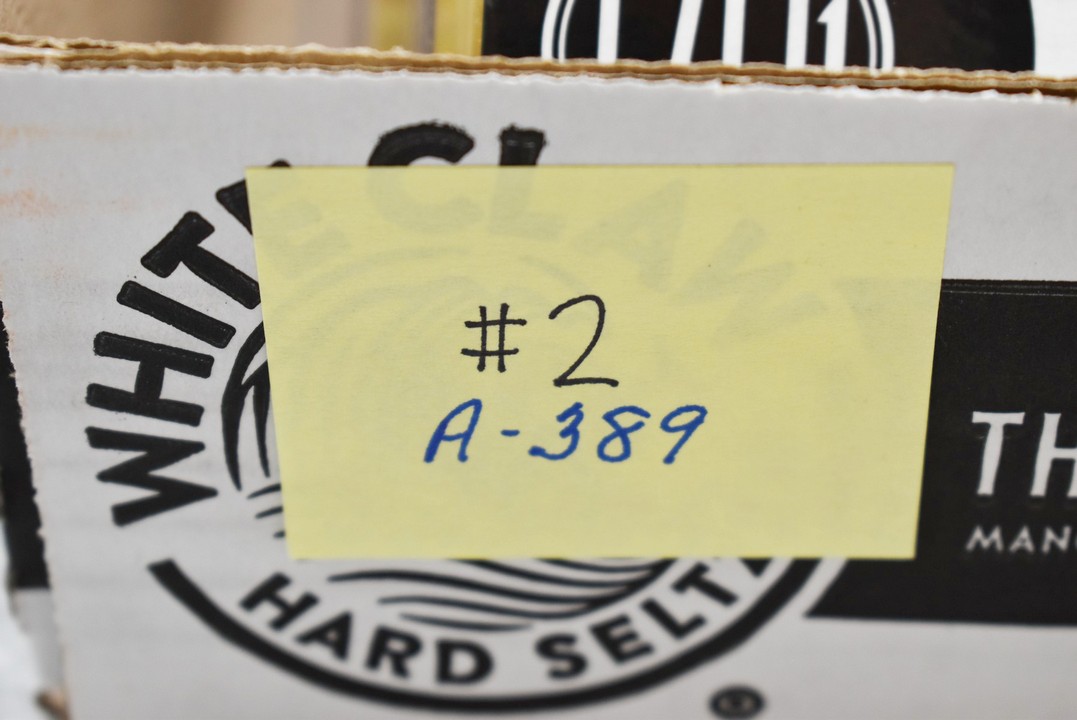 WHITE CLAW
#2
A-389
HARD SELTZ
TH
MANG